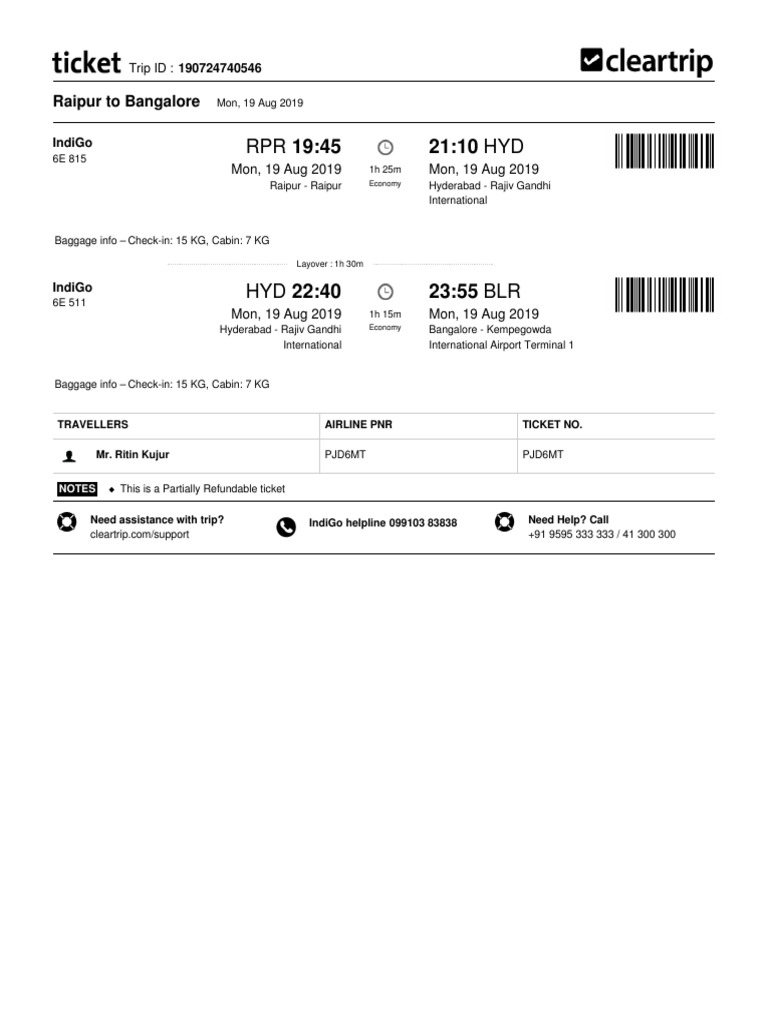 ticket Trip ID : 190724740546
cleartrip
Raipur to Bangalore Mon, 19 Aug 2019
IndiGo
6E 815
RPR 19:45
Mon, 19 Aug 2019
Raipur - Raipur
1h 25m
Economy
21:10 HYD
Mon, 19 Aug 2019
Hyderabad - Rajiv Gandhi
International
Baggage info – Check-in: 15 KG, Cabin: 7 KG
Layover : 1h 30m
IndiGo
6E 511
HYD 22:40
Mon, 19 Aug 2019
Hyderabad - Rajiv Gandhi
International
1h 15m
Economy
23:55 BLR
Mon, 19 Aug 2019
Bangalore - Kempegowda
International Airport Terminal 1
Baggage info – Check-in: 15 KG, Cabin: 7 KG
TRAVELLERS AIRLINE PNR TICKET NO.
Mr. Ritin Kujur PJD6MT PJD6MT
NOTES ◆ This is a Partially Refundable ticket
Need assistance with trip?
cleartrip.com/support
IndiGo helpline 099103 83838
Need Help? Call
+91 9595 333 333 / 41 300 300